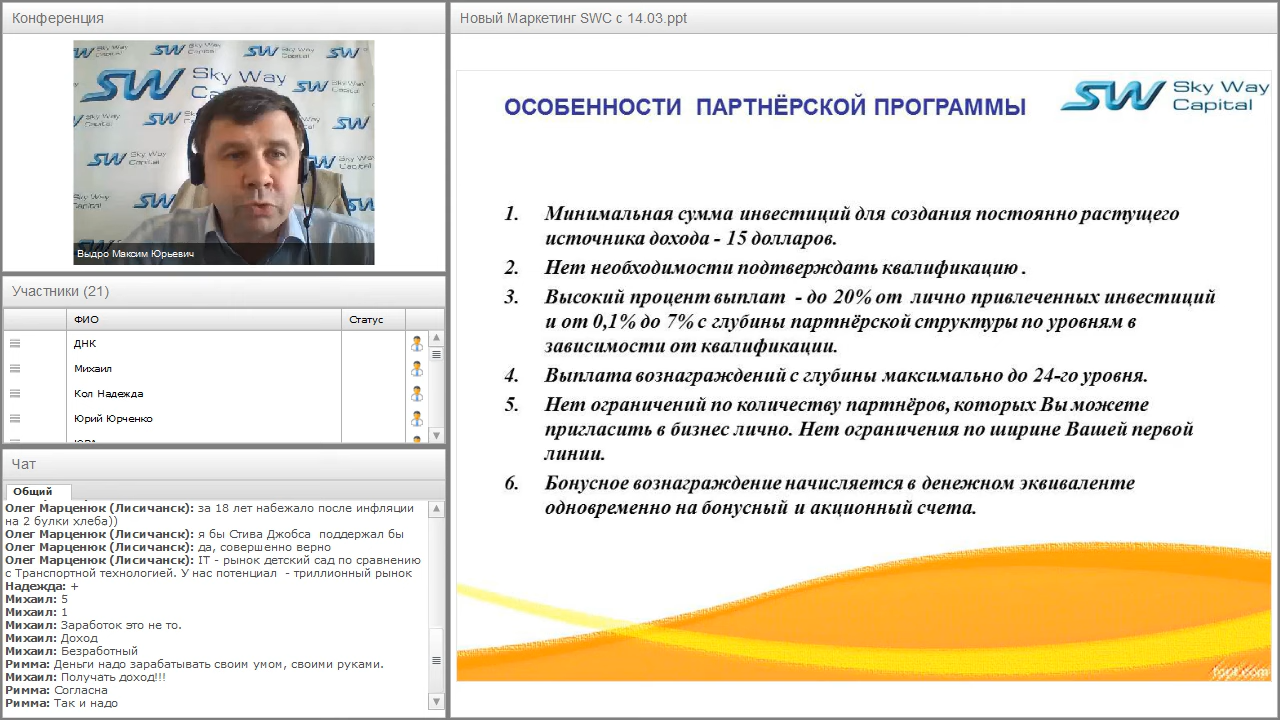 Конференция
SW Sky Way Capital
Выдро Максим Юрьевич
Участники (21)
ФИО
Статус
ДНК
Михаил
Кол Надежда
Юрий Юрченко
Чат
Общий
Олег Марценюк (Лисичанск): за 18 лет набежало после инфляции
на 2 булки хлеба))
Олег Марценюк (Лисичанск): я бы Стива Джобса поддержал бы
Олег Марценюк (Лисичанск): да, совершенно верно
Олег Марценюк (Лисичанск): IT - рынок детский сад по сравнению
с Транспортной технологией. У нас потенциал - триллионный рынок
Надежда: +
Михаил: 5
Михаил: 1
Михаил: Заработок это не то.
Михаил: Доход
Михаил: Безработный
Римма: Деньги надо зарабатывать своим умом, своими руками.
Михаил: Получать доход!!!
Римма: Согласна
Римма: Так и надо
Новый Маркетинг SWC с 14.03.ppt
ОСОБЕННОСТИ ПАРТНЁРСКОЙ ПРОГРАММЫ
SW Sky Way
Capital
1. Минимальная сумма инвестиций для создания постоянно растущего
источника дохода - 15 долларов.
2. Нет необходимости подтверждать квалификацию .
3. Высокий процент выплат - до 20% от лично привлеченных инвестиций
и от 0,1% до 7% с глубины партнёрской структуры по уровням в
зависимости от квалификации.
4. Выплата вознаграждений с глубины максимально до 24-го уровня.
5. Нет ограничений по количеству партнёров, которых Вы можете
пригласить в бизнес лично. Нет ограничения по ширине Вашей первой
линии.
6. Бонусное вознаграждение начисляется в денежном эквиваленте
одновременно на бонусный и акционный счета.
fppt.com